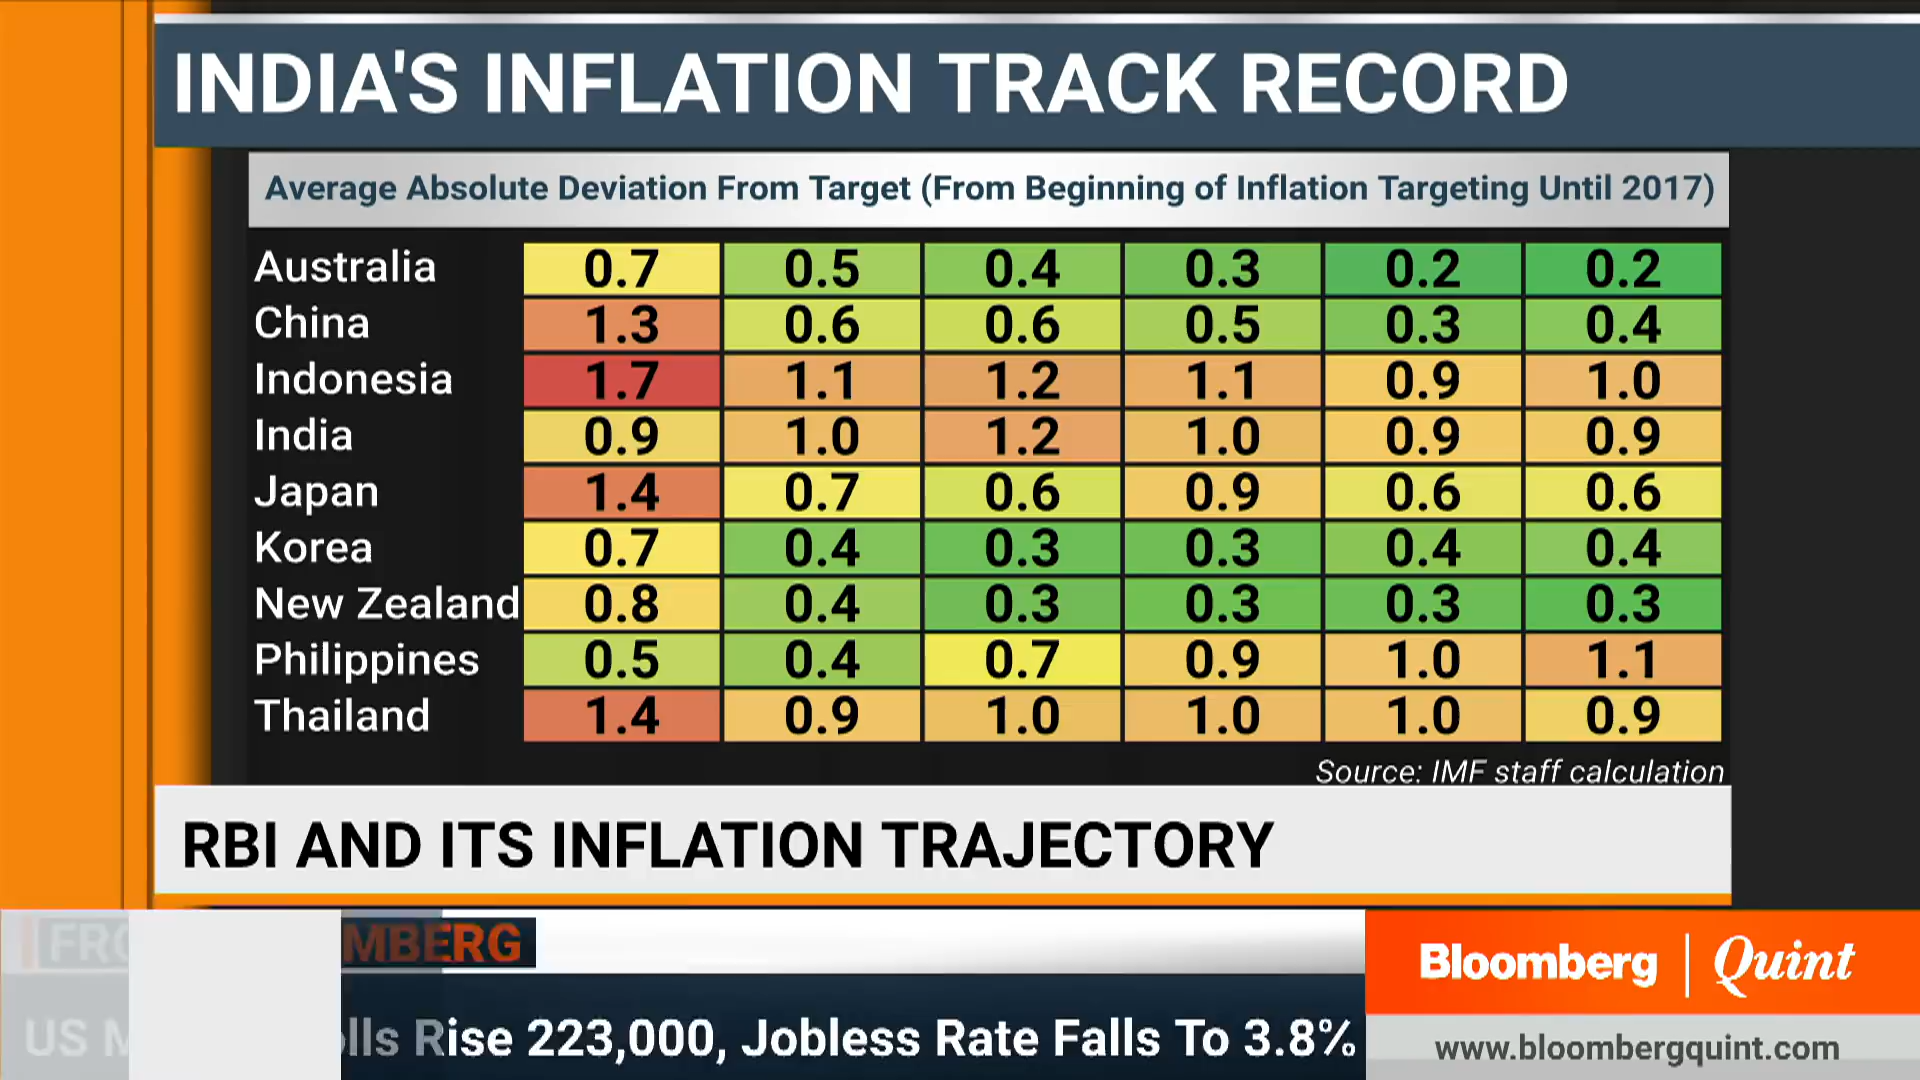 INDIA'S INFLATION TRACK RECORD
Average Absolute Deviation From Target (From Beginning of Inflation Targeting Until 2017)
Australia 0.7 0.5 0.4 0.3 0.2 0.2
China 1.3 0.6 0.6 0.5 0.3 0.4
Indonesia 1.7 1.1 1.2 1.1 0.9 1.0
India 0.9 1.0 1.2 1.0 0.9 0.9
Japan 1.4 0.7 0.6 0.9 0.6 0.6
Korea 0.7 0.4 0.3 0.3 0.4 0.4
New Zealand 0.8 0.4 0.3 0.3 0.3 0.3
Philippines 0.5 0.4 0.7 0.9 1.0 1.1
Thailand 1.4 0.9 1.0 1.0 1.0 0.9
Source: IMF staff calculation
RBI AND ITS INFLATION TRAJECTORY
Bloomberg | Quint
US Rise 223,000, Jobless Rate Falls To 3.8%
www.bloombergquint.com